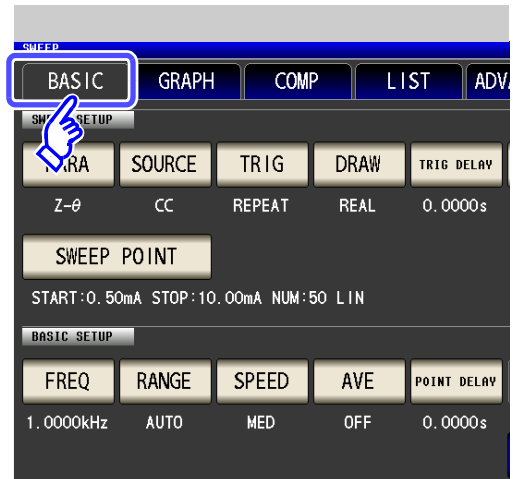 SWEEP
BASIC GRAPH COMP LIST ADV
SWEEP SETUP
PARA SOURCE TRIG DRAW TRIG DELAY
Z-θ CC REPEAT REAL 0.0000s
SWEEP POINT
START:0.50mA STOP:10.00mA NUM:50 LIN
BASIC SETUP
FREQ RANGE SPEED AVE POINT DELAY
1.0000kHz AUTO MED OFF 0.0000s